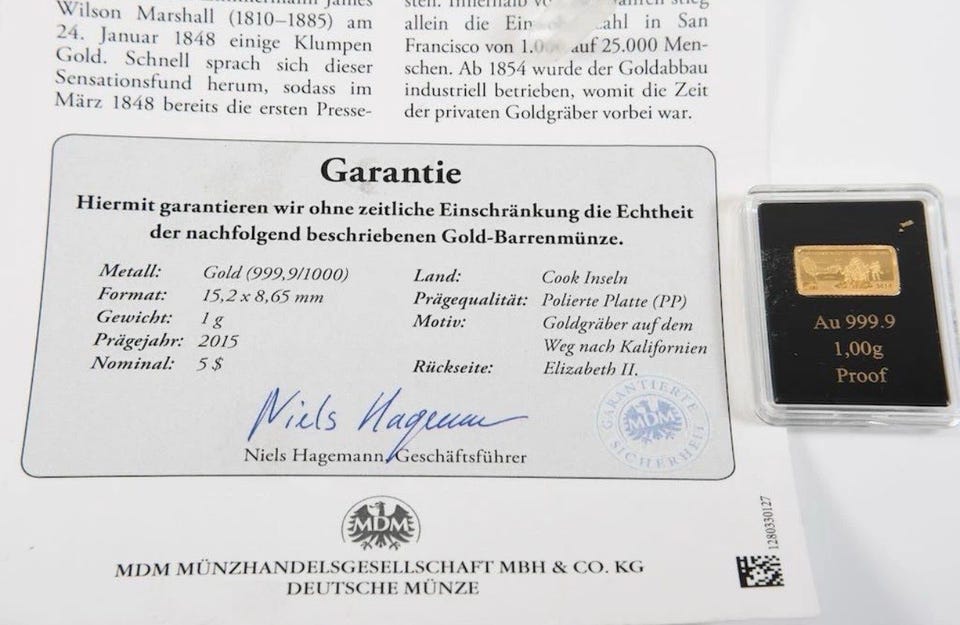 Wilson Marshall (1810–1885) am
24. Januar 1848 einige Klumpen
Gold. Schnell sprach sich dieser
Sensationsfund herum, sodass im
März 1848 bereits die ersten Presse-
allein die in San
Francisco von auf 25.000 Men-
schen. Ab 1854 wurde der Goldabbau
industriell betrieben, womit die Zeit
der privaten Goldgräber vorbei war.
Garantie
Hiermit garantieren wir ohne zeitliche Einschränkung die Echtheit
der nachfolgend beschriebenen Gold-Barrenmünze.
Metall: Gold (999,9/1000)
Format: 15,2 x 8,65 mm
Gewicht: 1 g
Prägejahr: 2015
Nominal: 5 $
Land: Cook Inseln
Prägequalität: Polierte Platte (PP)
Motiv: Goldgräber auf dem
Weg nach Kalifornien
Rückseite: Elizabeth II.
Niels Hagemann
Niels Hagemann, Geschäftsführer
GARANTIERTE
MDM
SICHERHEIT
MDM
MDM MÜNZHANDELSGESELLSCHAFT MBH & CO. KG
DEUTSCHE MÜNZE
1280330127
Au 999.9
1,00g
Proof